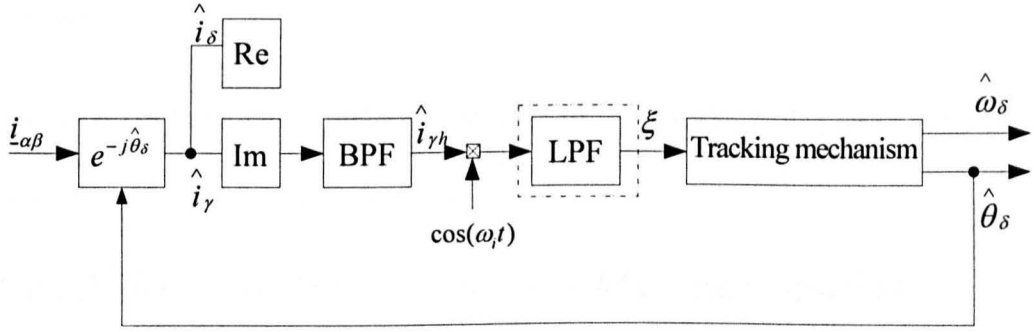 î_δ
Re
i_αβ
e^{-jθ̂_δ}
Im
î_γ
BPF
î_γh
cos(ω_i t)
LPF
ξ
Tracking mechanism
ω̂_δ
θ̂_δ